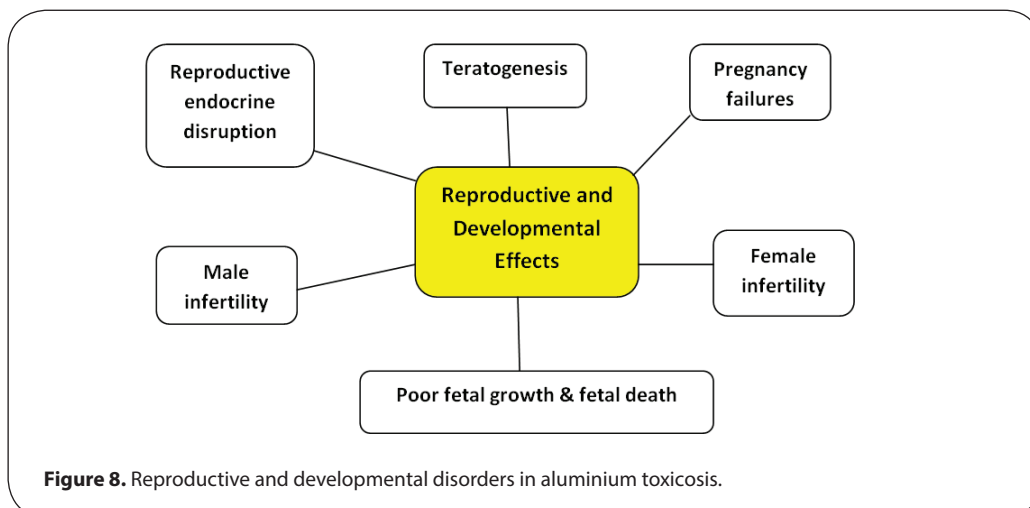 Reproductive
endocrine
disruption
Teratogenesis
Pregnancy
failures
Reproductive and
Developmental
Effects
Male
infertility
Female
infertility
Poor fetal growth & fetal death
Figure 8. Reproductive and developmental disorders in aluminium toxicosis.